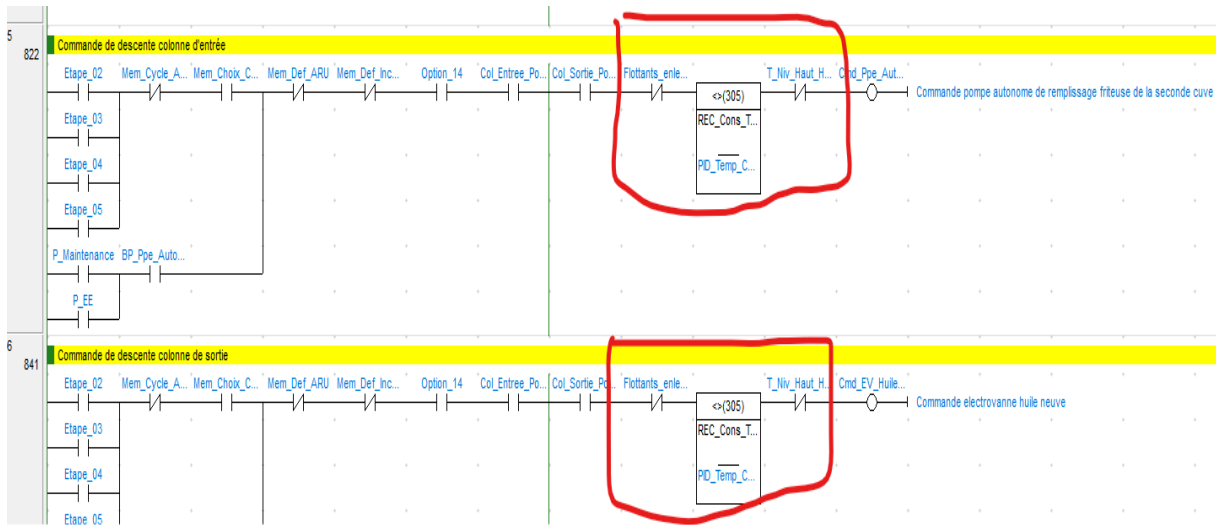 5
822
Commande de descente colonne d'entrée
Etape_02 Mem_Cycle_A... Mem_Choix_C... Mem_Def_ARU Mem_Def_Inc... Option_14 Col_Entree_Po... Col_Sortie_Po... Flottants_enle... T_Niv_Haut_H... Cmd_Ppe_Aut...
<>(305)
Commande pompe autonome de remplissage friteuse de la seconde cuve
Etape_03
REC_Cons_T...
Etape_04
PID_Temp_C...
Etape_05
P_Maintenance BP_Ppe_Auto...
P_EE
6
841
Commande de descente colonne de sortie
Etape_02 Mem_Cycle_A... Mem_Choix_C... Mem_Def_ARU Mem_Def_Inc... Option_14 Col_Entree_Po... Col_Sortie_Po... Flottants_enle... T_Niv_Haut_H... Cmd_EV_Huile...
<>(305)
Commande electrovanne huile neuve
Etape_03
REC_Cons_T...
Etape_04
PID_Temp_C...
Etape_05